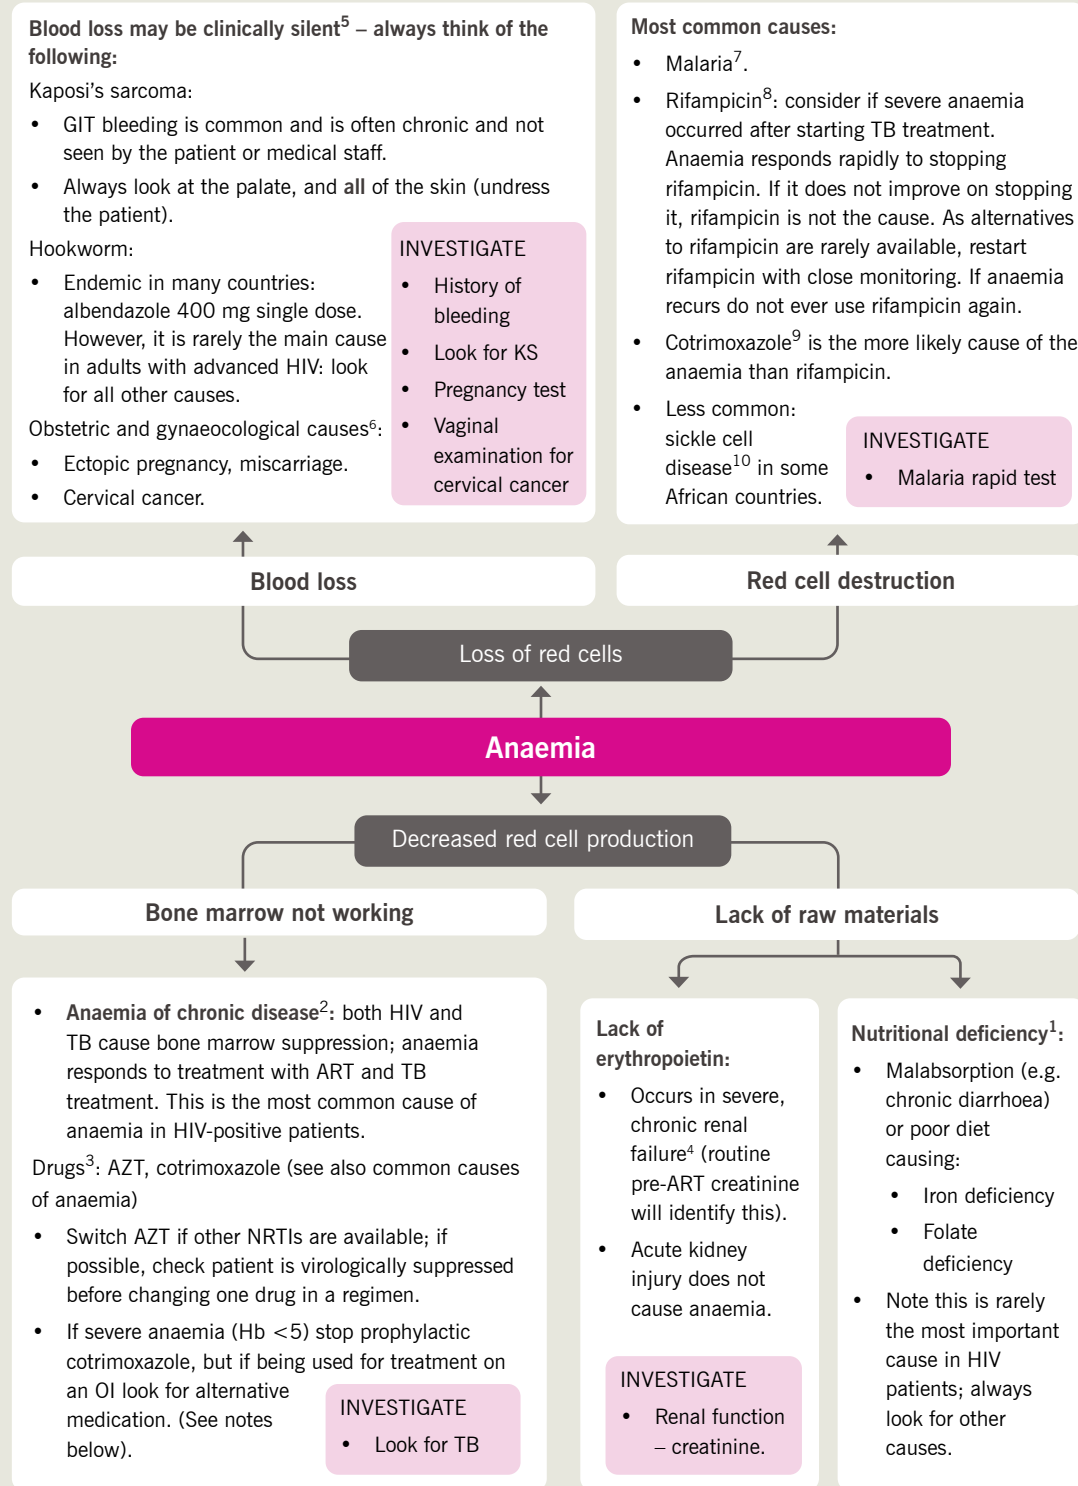 Blood loss may be clinically silent5 – always think of the
following:
Kaposi’s sarcoma:
• GIT bleeding is common and is often chronic and not
seen by the patient or medical staff.
• Always look at the palate, and all of the skin (undress
the patient).
Hookworm:
• Endemic in many countries:
albendazole 400 mg single dose.
However, it is rarely the main cause
in adults with advanced HIV: look
for all other causes.
Obstetric and gynaeocological causes6:
• Ectopic pregnancy, miscarriage.
• Cervical cancer.
INVESTIGATE
• History of
bleeding
• Look for KS
• Pregnancy test
• Vaginal
examination for
cervical cancer
Most common causes:
• Malaria7.
• Rifampicin8: consider if severe anaemia
occurred after starting TB treatment.
Anaemia responds rapidly to stopping
rifampicin. If it does not improve on stopping
it, rifampicin is not the cause. As alternatives
to rifampicin are rarely available, restart
rifampicin with close monitoring. If anaemia
recurs do not ever use rifampicin again.
• Cotrimoxazole9 is the more likely cause of the
anaemia than rifampicin.
• Less common:
sickle cell
disease10 in some
African countries.
INVESTIGATE
• Malaria rapid test
Blood loss
Red cell destruction
Loss of red cells
Anaemia
Decreased red cell production
Bone marrow not working
Lack of raw materials
• Anaemia of chronic disease2: both HIV and
TB cause bone marrow suppression; anaemia
responds to treatment with ART and TB
treatment. This is the most common cause of
anaemia in HIV-positive patients.
Drugs3: AZT, cotrimoxazole (see also common causes
of anaemia)
• Switch AZT if other NRTIs are available; if
possible, check patient is virologically suppressed
before changing one drug in a regimen.
• If severe anaemia (Hb <5) stop prophylactic
cotrimoxazole, but if being used for treatment on
an OI look for alternative
medication. (See notes
below).
INVESTIGATE
• Look for TB
Lack of
erythropoietin:
• Occurs in severe,
chronic renal
failure4 (routine
pre-ART creatinine
will identify this).
• Acute kidney
injury does not
cause anaemia.
INVESTIGATE
• Renal function
– creatinine.
Nutritional deficiency1:
• Malabsorption (e.g.
chronic diarrhoea)
or poor diet
causing:
• Iron deficiency
• Folate
deficiency
• Note this is rarely
the most important
cause in HIV
patients; always
look for other
causes.